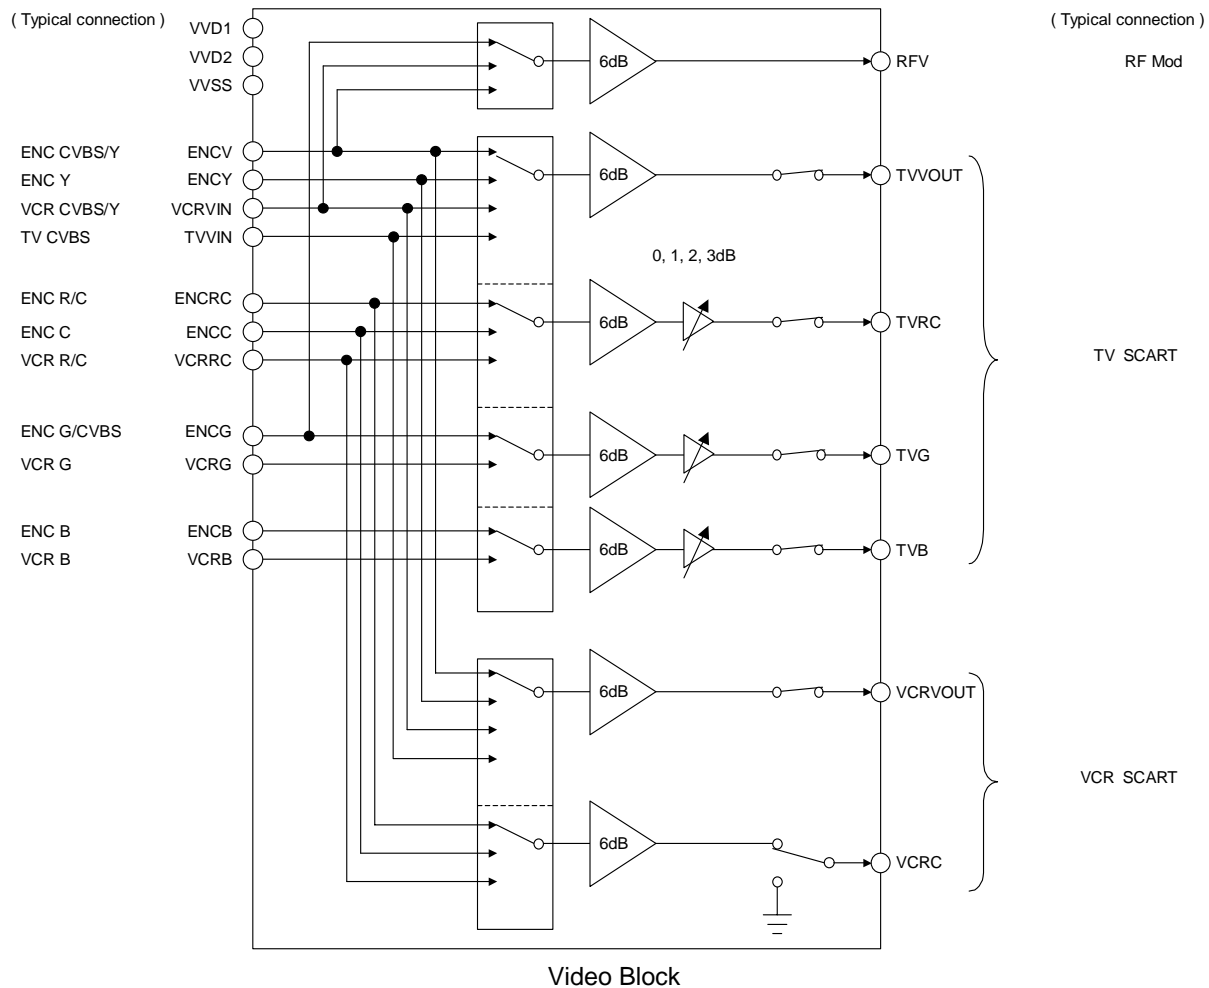 ( Typical connection )
( Typical connection )
VVD1
VVD2
VVSS
6dB
RFV
RF Mod
ENC CVBS/Y
ENCV
ENC Y
ENCY
VCR CVBS/Y
VCRVIN
TV CVBS
TVVIN
6dB
TVVOUT
0, 1, 2, 3dB
ENC R/C
ENCRC
ENC C
ENCC
VCR R/C
VCRRC
6dB
TVRC
TV SCART
ENC G/CVBS
ENCG
VCR G
VCRG
6dB
TVG
ENC B
ENCB
VCR B
VCRB
6dB
TVB
6dB
VCRVOUT
VCR SCART
6dB
VCRC
Video Block